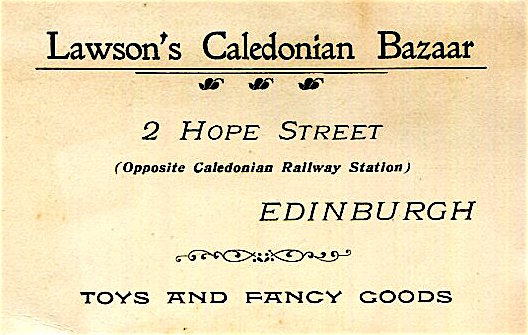 Lawson's Caledonian Bazaar
2 Hope Street
(Opposite Caledonian Railway Station)
EDINBURGH
TOYS AND FANCY GOODS